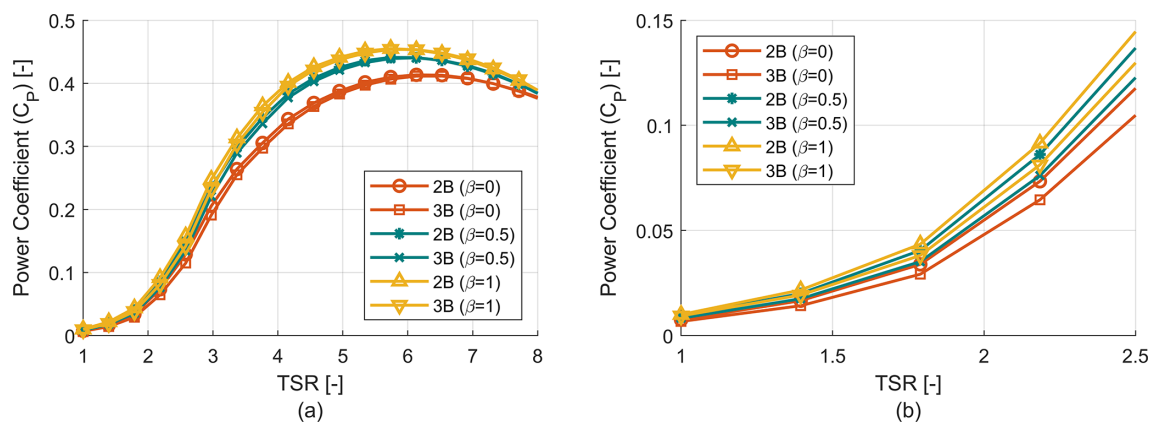 0.5
0.4
0.3
0.2
0.1
0
Power Coefficient (C_P) [-]
2B (β=0)
3B (β=0)
2B (β=0.5)
3B (β=0.5)
2B (β=1)
3B (β=1)
1 2 3 4 5 6 7 8
TSR [-]
(a)
0.15
0.1
0.05
0
Power Coefficient (C_P) [-]
2B (β=0)
3B (β=0)
2B (β=0.5)
3B (β=0.5)
2B (β=1)
3B (β=1)
1 1.5 2 2.5
TSR [-]
(b)